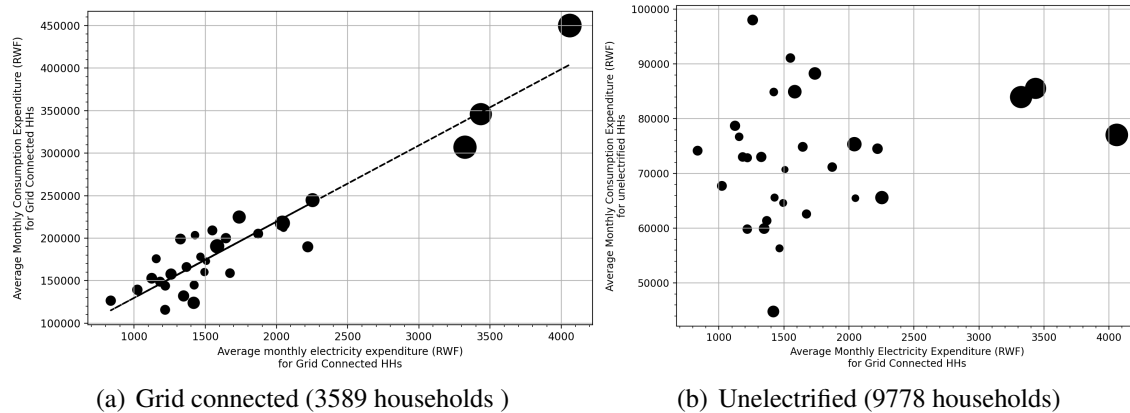 450000
400000
350000
300000
250000
200000
150000
100000
Average Monthly Consumption Expenditure (RWF)
for Grid Connected HHs
1000 1500 2000 2500 3000 3500 4000
Average monthly electricity expenditure (RWF)
for Grid Connected HHs
(a) Grid connected (3589 households )
100000
90000
80000
70000
60000
50000
Average Monthly Consumption Expenditure (RWF)
for unelectrified HHs
1000 1500 2000 2500 3000 3500 4000
Average Monthly Electricity Expenditure (RWF)
for Grid Connected HHs
(b) Unelectrified (9778 households)